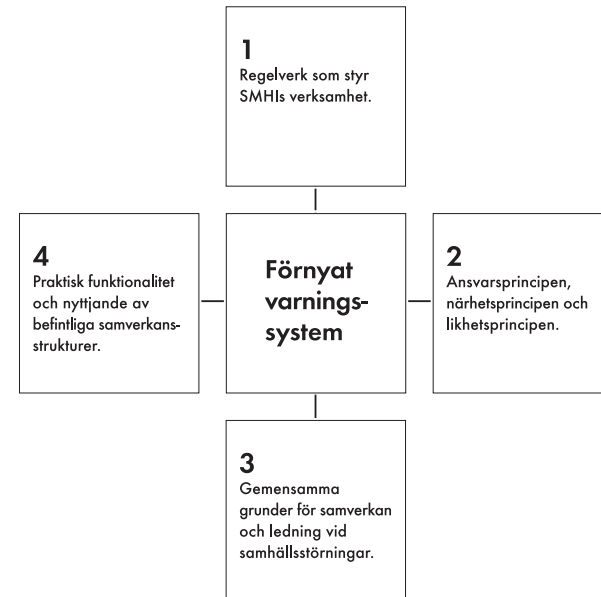 1
Regelverk som styr
SMHIs verksamhet.
4
Praktisk funktionalitet
och nyttjande av
befintliga samverkans-
strukturer.
Förnyat
varnings-
system
2
Ansvarsprincipen,
närhetsprincipen och
likhetsprincipen.
3
Gemensamma
grunder för samverkan
och ledning vid
samhällsstörningar.